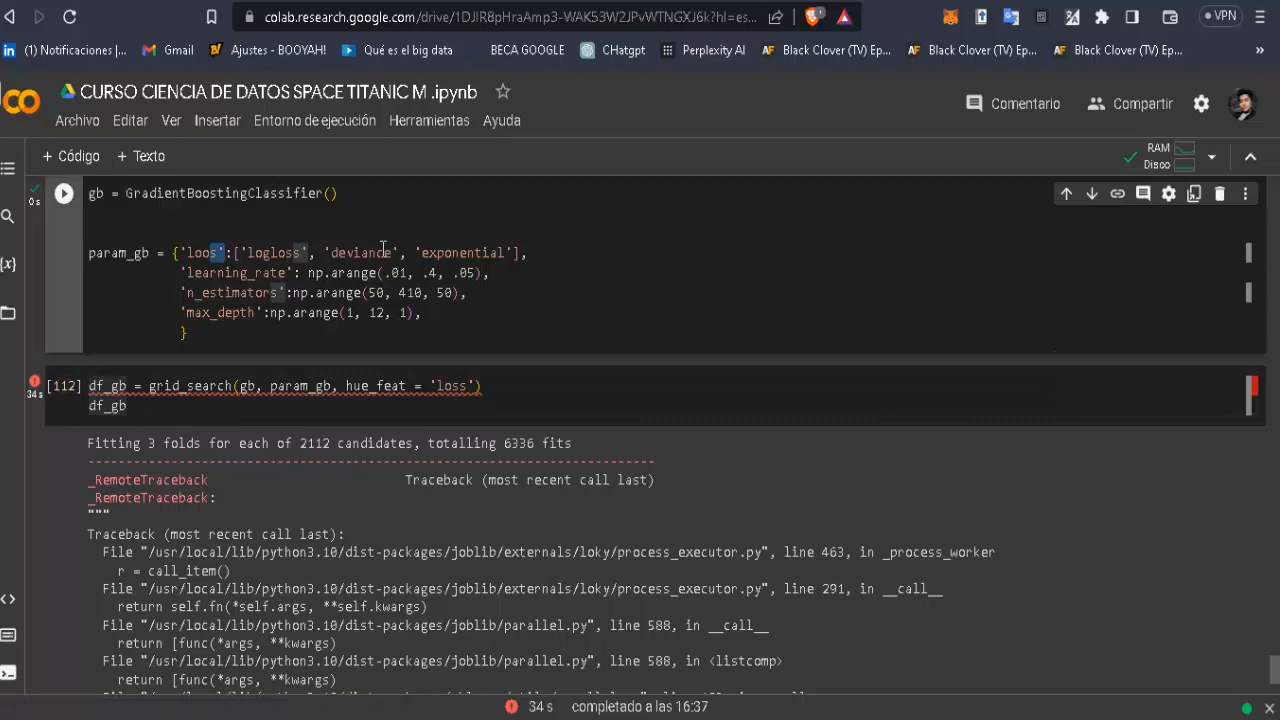 colab.research.google.com/drive/1DJIR8pHraAmp3-WAK53W2JPvWTNGXJ6k?hl=es...
VPN
(1) Notificaciones |... Gmail Ajustes - BOOYAH! Qué es el big data BECA GOOGLE CHatgpt Perplexity AI Black Clover (TV) Ep... Black Clover (TV) Ep... Black Clover (TV) Ep... »
CURSO CIENCIA DE DATOS SPACE TITANIC M .ipynb
Comentario Compartir
Archivo Editar Ver Insertar Entorno de ejecución Herramientas Ayuda
+ Código + Texto
RAM
Disco
gb = GradientBoostingClassifier()
0s
param_gb = {'loos':['logloss', 'deviance', 'exponential'],
'learning_rate': np.arange(.01, .4, .05),
'n_estimators':np.arange(50, 410, 50),
'max_depth':np.arange(1, 12, 1),
}
[112] df_gb = grid_search(gb, param_gb, hue_feat = 'loss')
34 s
df_gb
Fitting 3 folds for each of 2112 candidates, totalling 6336 fits
---------------------------------------------------------------------------
_RemoteTraceback Traceback (most recent call last)
_RemoteTraceback:
"""
Traceback (most recent call last):
File "/usr/local/lib/python3.10/dist-packages/joblib/externals/loky/process_executor.py", line 463, in _process_worker
r = call_item()
File "/usr/local/lib/python3.10/dist-packages/joblib/externals/loky/process_executor.py", line 291, in __call__
return self.fn(*self.args, **self.kwargs)
File "/usr/local/lib/python3.10/dist-packages/joblib/parallel.py", line 588, in __call__
return [func(*args, **kwargs)
File "/usr/local/lib/python3.10/dist-packages/joblib/parallel.py", line 588, in <listcomp>
return [func(*args, **kwargs)
34 s completado a las 16:37